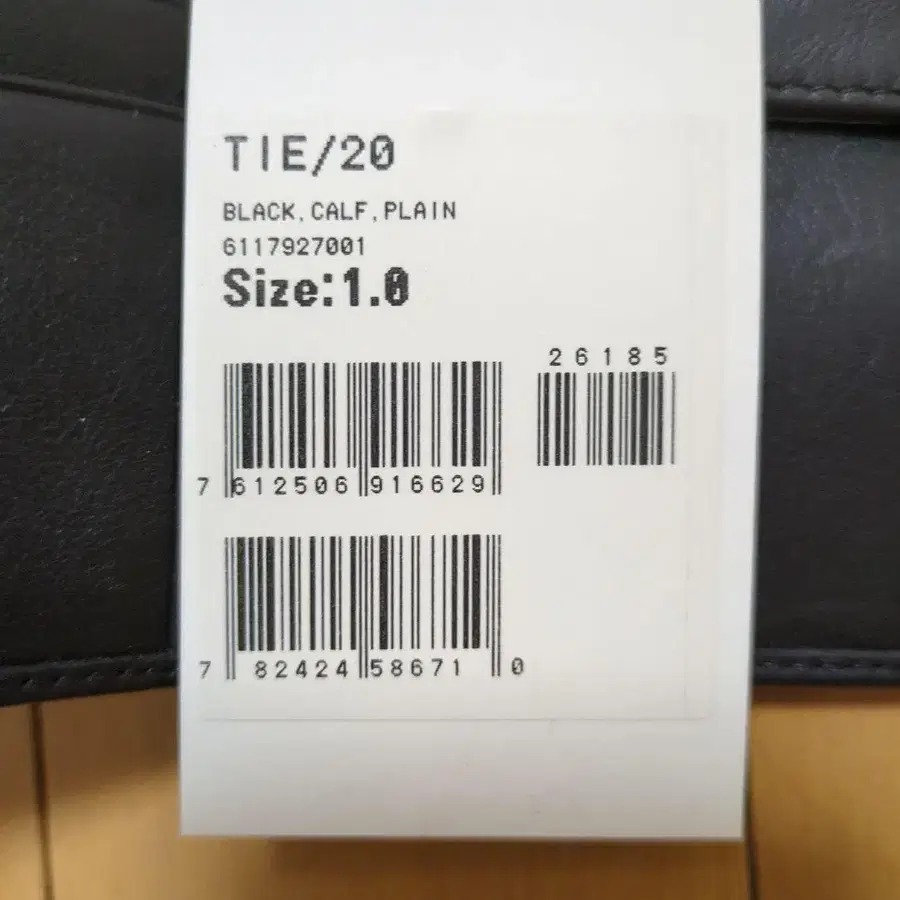 TIE/20
BLACK,CALF,PLAIN
6117927001
Size:1.0
26185
7 612506 916629
7 82424 58671 0